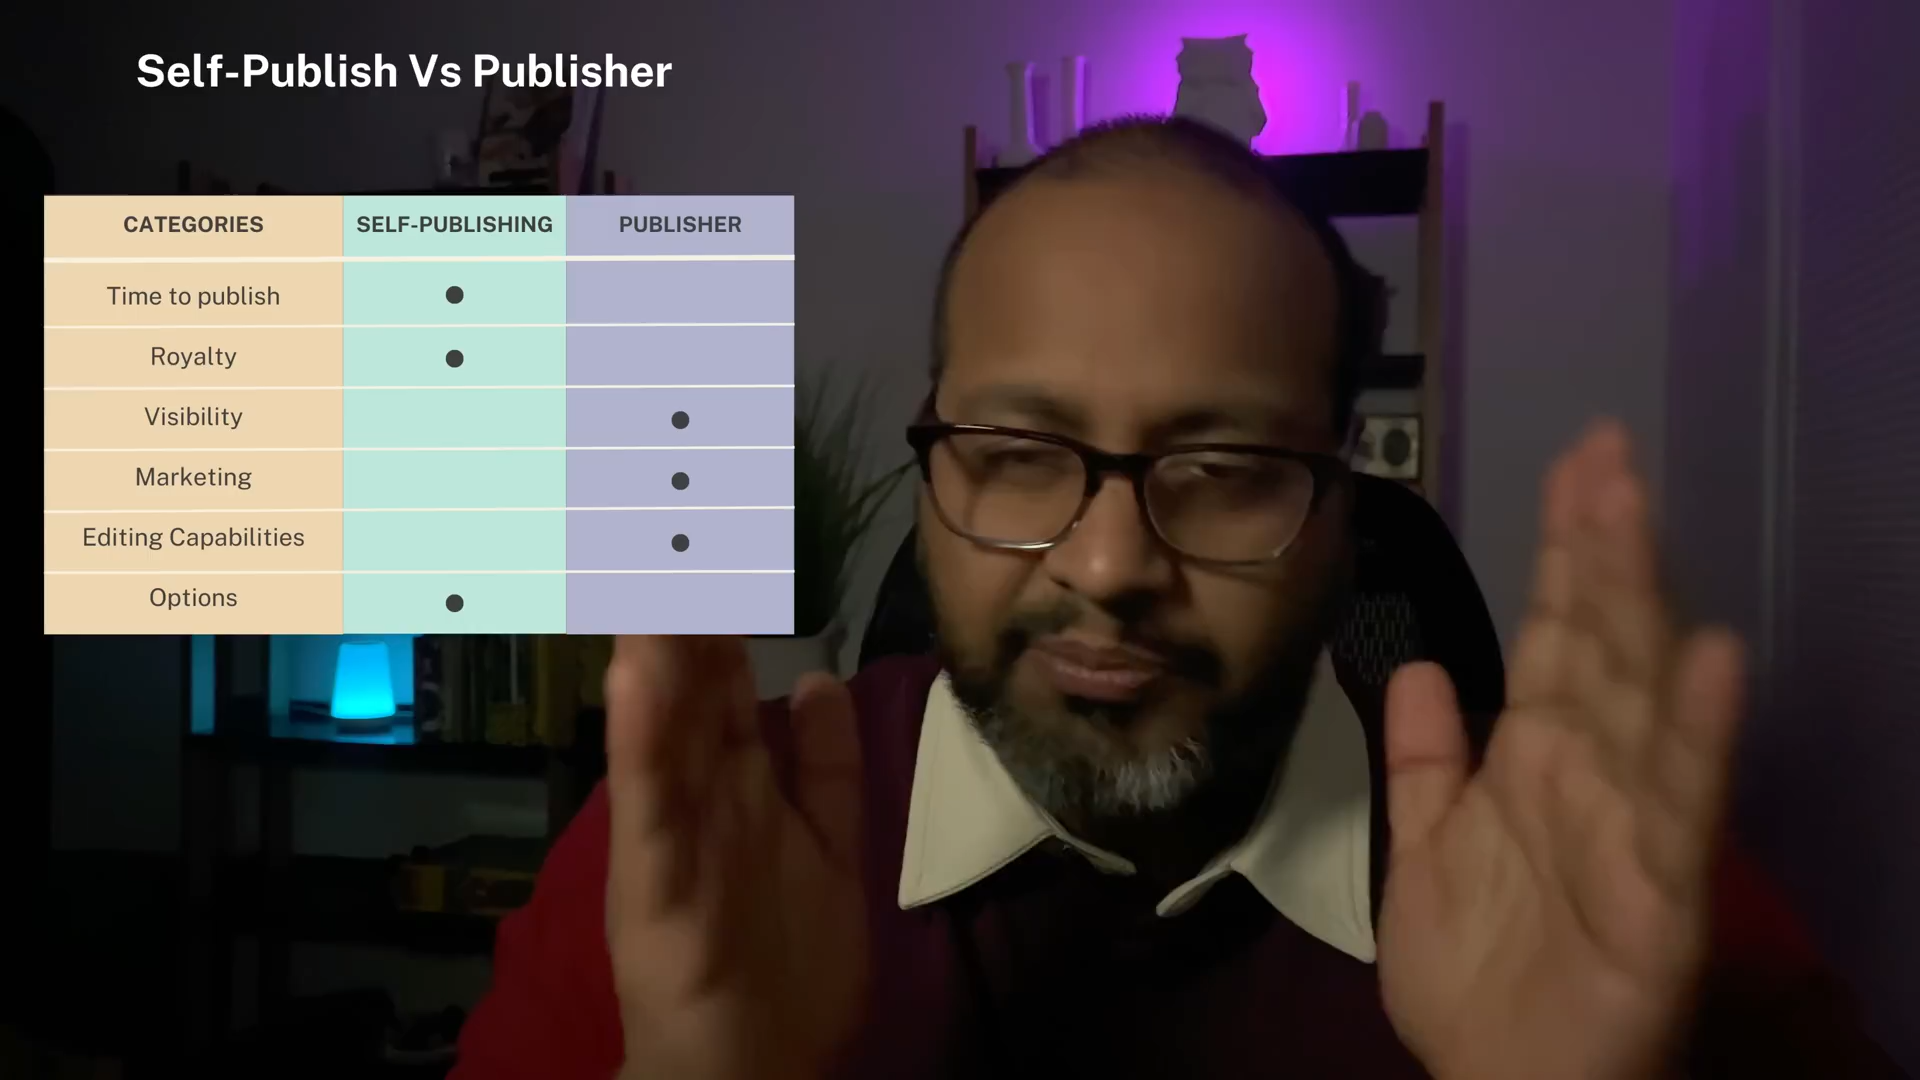 Self-Publish Vs Publisher
CATEGORIES SELF-PUBLISHING PUBLISHER
Time to publish ●
Royalty ●
Visibility ●
Marketing ●
Editing Capabilities ●
Options ●